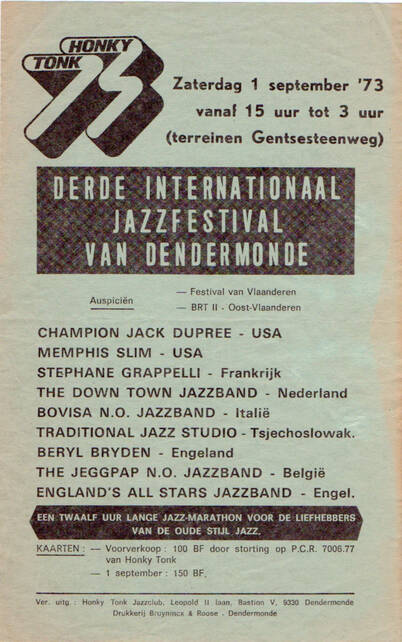 HONKY
TONK
73
Zaterdag 1 september '73
vanaf 15 uur tot 3 uur
(terreinen Gentsesteenweg)
DERDE INTERNATIONAAL
JAZZFESTIVAL
VAN DENDERMONDE
Auspiciën
— Festival van Vlaanderen
— BRT II - Oost-Vlaanderen
CHAMPION JACK DUPREE - USA
MEMPHIS SLIM - USA
STEPHANE GRAPPELLI - Frankrijk
THE DOWN TOWN JAZZBAND - Nederland
BOVISA N.O. JAZZBAND - Italië
TRADITIONAL JAZZ STUDIO - Tsjechoslowak.
BERYL BRYDEN - Engeland
THE JEGGPAP N.O. JAZZBAND - België
ENGLAND'S ALL STARS JAZZBAND - Engel.
EEN TWAALF UUR LANGE JAZZ-MARATHON VOOR DE LIEFHEBBERS
VAN DE OUDE STIJL JAZZ.
KAARTEN : — Voorverkoop : 100 BF door storting op P.C.R. 7006.77
van Honky Tonk
— 1 september : 150 BF.
Ver. uitg. : Honky Tonk Jazzclub, Leopold II laan, Bastion V, 9330 Dendermonde
Drukkerij Bruyninck & Roose - Dendermonde